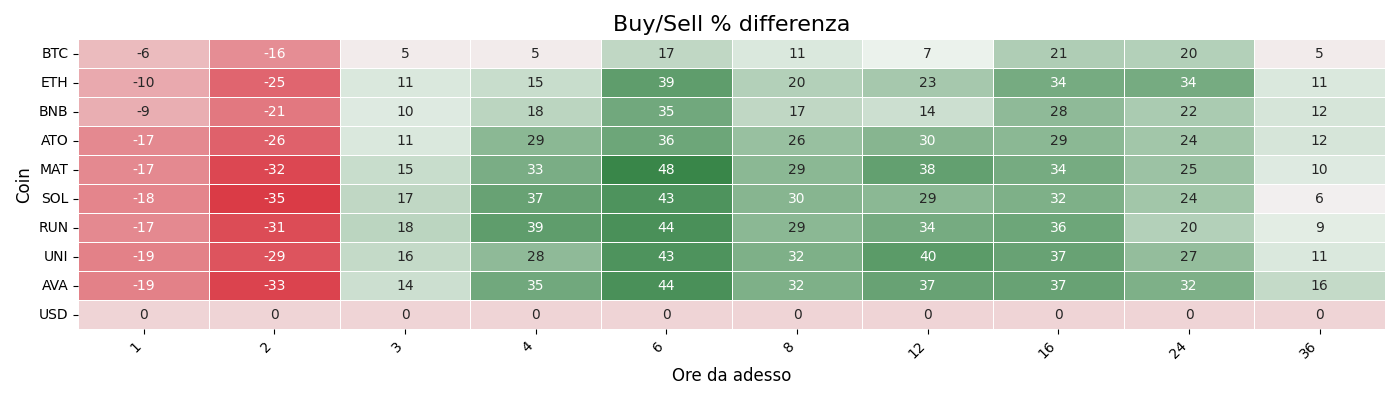 Buy/Sell % differenza
Coin
BTC -6 -16 5 5 17 11 7 21 20 5
ETH -10 -25 11 15 39 20 23 34 34 11
BNB -9 -21 10 18 35 17 14 28 22 12
ATO -17 -26 11 29 36 26 30 29 24 12
MAT -17 -32 15 33 48 29 38 34 25 10
SOL -18 -35 17 37 43 30 29 32 24 6
RUN -17 -31 18 39 44 29 34 36 20 9
UNI -19 -29 16 28 43 32 40 37 27 11
AVA -19 -33 14 35 44 32 37 37 32 16
USD 0 0 0 0 0 0 0 0 0 0
1 2 3 4 6 8 12 16 24 36
Ore da adesso